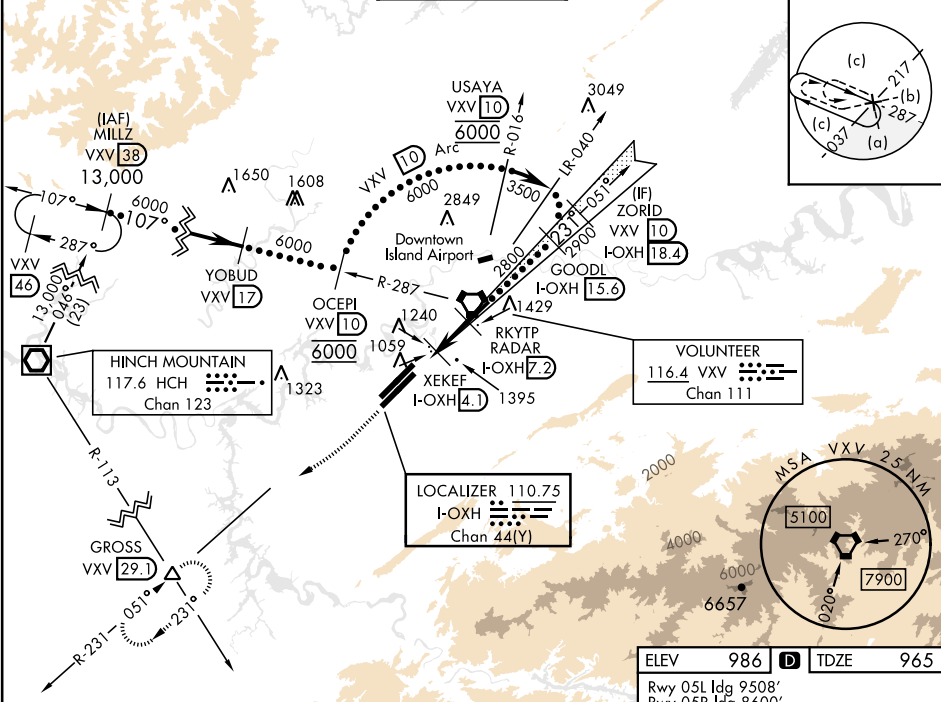 (IAF)
MILLZ
VXV 38
13,000
107°
6000
107°
287°
VXV
46
13,000
046°
(23)
1650
1608
6000
YOBUD
VXV 17
USAYA
VXV 10
6000
R-016
3049
LR-040
VXV 10 Arc
6000
3500
2849
Downtown
Island Airport
051°
(IF)
ZORID
VXV 10
I-OXH 18.4
231°
2900
2800
GOODL
I-OXH 15.6
R-287
OCEPI
VXV 10
6000
1429
1240
1059
RKYTP
RADAR
I-OXH 7.2
XEKEF
I-OXH 4.1
1395
HINCH MOUNTAIN
117.6 HCH
Chan 123
1323
VOLUNTEER
116.4 VXV
Chan 111
LOCALIZER 110.75
I-OXH
Chan 44(Y)
R-113
GROSS
VXV 29.1
051°
231°
R-231
2000
4000
6000
6657
(c)
217
(b)
287
(c)
037
(a)
MSA VXV 25 NM
5100
270°
7900
020°
ELEV 986 D TDZE 965
Rwy 05L ldg 9508'
Rwy 05R ldg 8600'